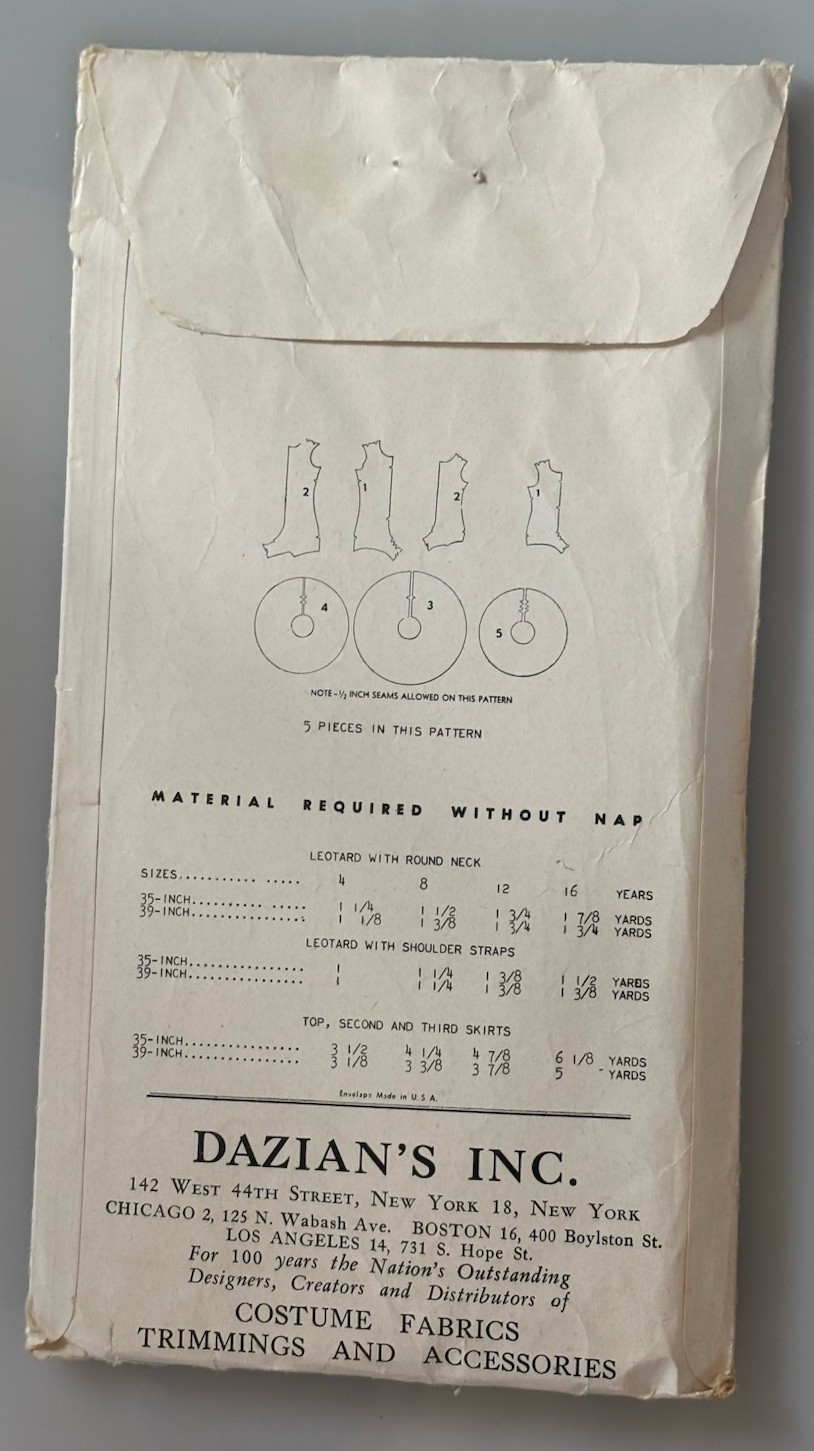 2 1 2 1
4 3 5
NOTE-½ INCH SEAMS ALLOWED ON THIS PATTERN
5 PIECES IN THIS PATTERN
MATERIAL REQUIRED WITHOUT NAP
LEOTARD WITH ROUND NECK
SIZES........... ..... 4 8 12 16 YEARS
35-INCH.......... ..... 1 1/4 1 1/2 1 3/4 1 7/8 YARDS
39-INCH................ 1 1/8 1 3/8 1 3/4 1 3/4 YARDS
LEOTARD WITH SHOULDER STRAPS
35-INCH................ 1 1 1/4 1 3/8 1 1/2 YARDS
39-INCH................ 1 1 1/4 1 3/8 1 3/8 YARDS
TOP, SECOND AND THIRD SKIRTS
35-INCH................ 3 1/2 4 1/4 4 7/8 6 1/8 YARDS
39-INCH................ 3 1/8 3 3/8 3 7/8 5 YARDS
Envelope Made in U.S.A.
DAZIAN'S INC.
142 WEST 44TH STREET, NEW YORK 18, NEW YORK
CHICAGO 2, 125 N. Wabash Ave. BOSTON 16, 400 Boylston St.
LOS ANGELES 14, 731 S. Hope St.
For 100 years the Nation's Outstanding
Designers, Creators and Distributors of
COSTUME FABRICS
TRIMMINGS AND ACCESSORIES